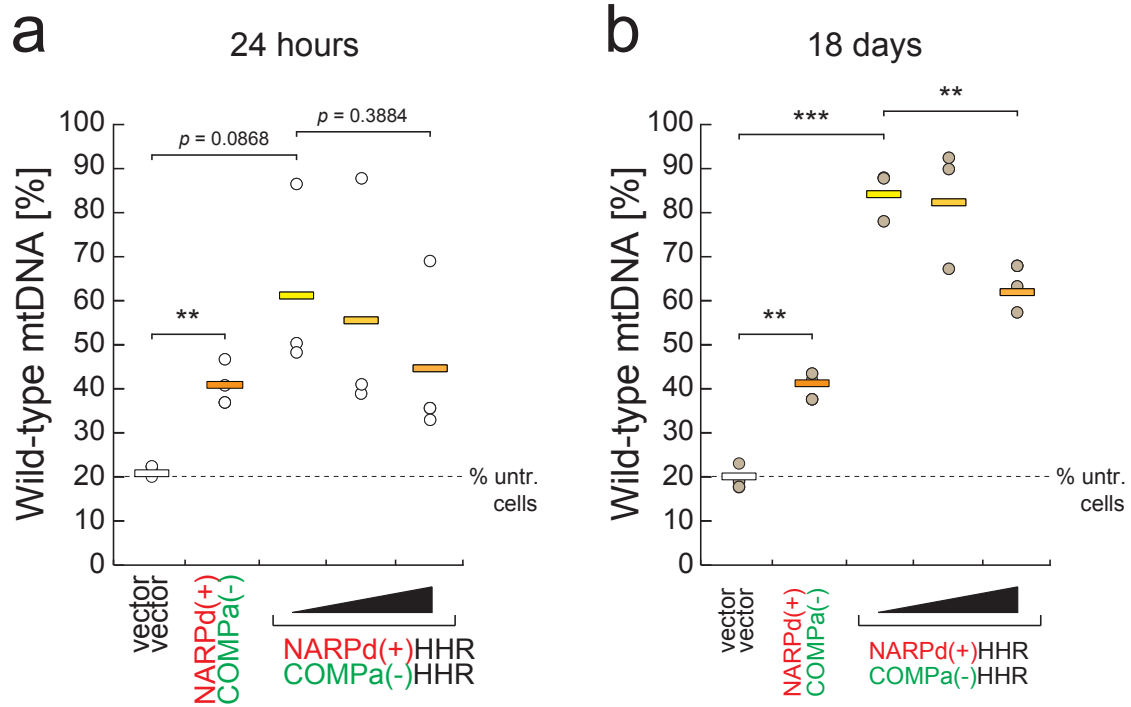 a
24 hours
p = 0.0868
p = 0.3884
**
Wild-type mtDNA [%]
100
90
80
70
60
50
40
30
20
10
0
% untr.
cells
vector
vector
NARPd(+)
COMPa(-)
NARPd(+)HHR
COMPa(-)HHR
b
18 days
***
**
**
Wild-type mtDNA [%]
100
90
80
70
60
50
40
30
20
10
0
% untr.
cells
vector
vector
NARPd(+)
COMPa(-)
NARPd(+)HHR
COMPa(-)HHR